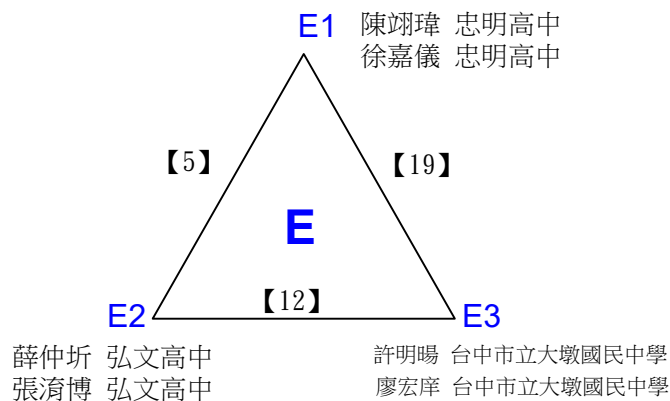 E1 陳翊瑋 忠明高中
徐嘉儀 忠明高中
【5】 【19】
E
【12】
E2 E3
薛仲圻 弘文高中 許明暘 台中市立大墩國民中學
張淯博 弘文高中 廖宏庠 台中市立大墩國民中學